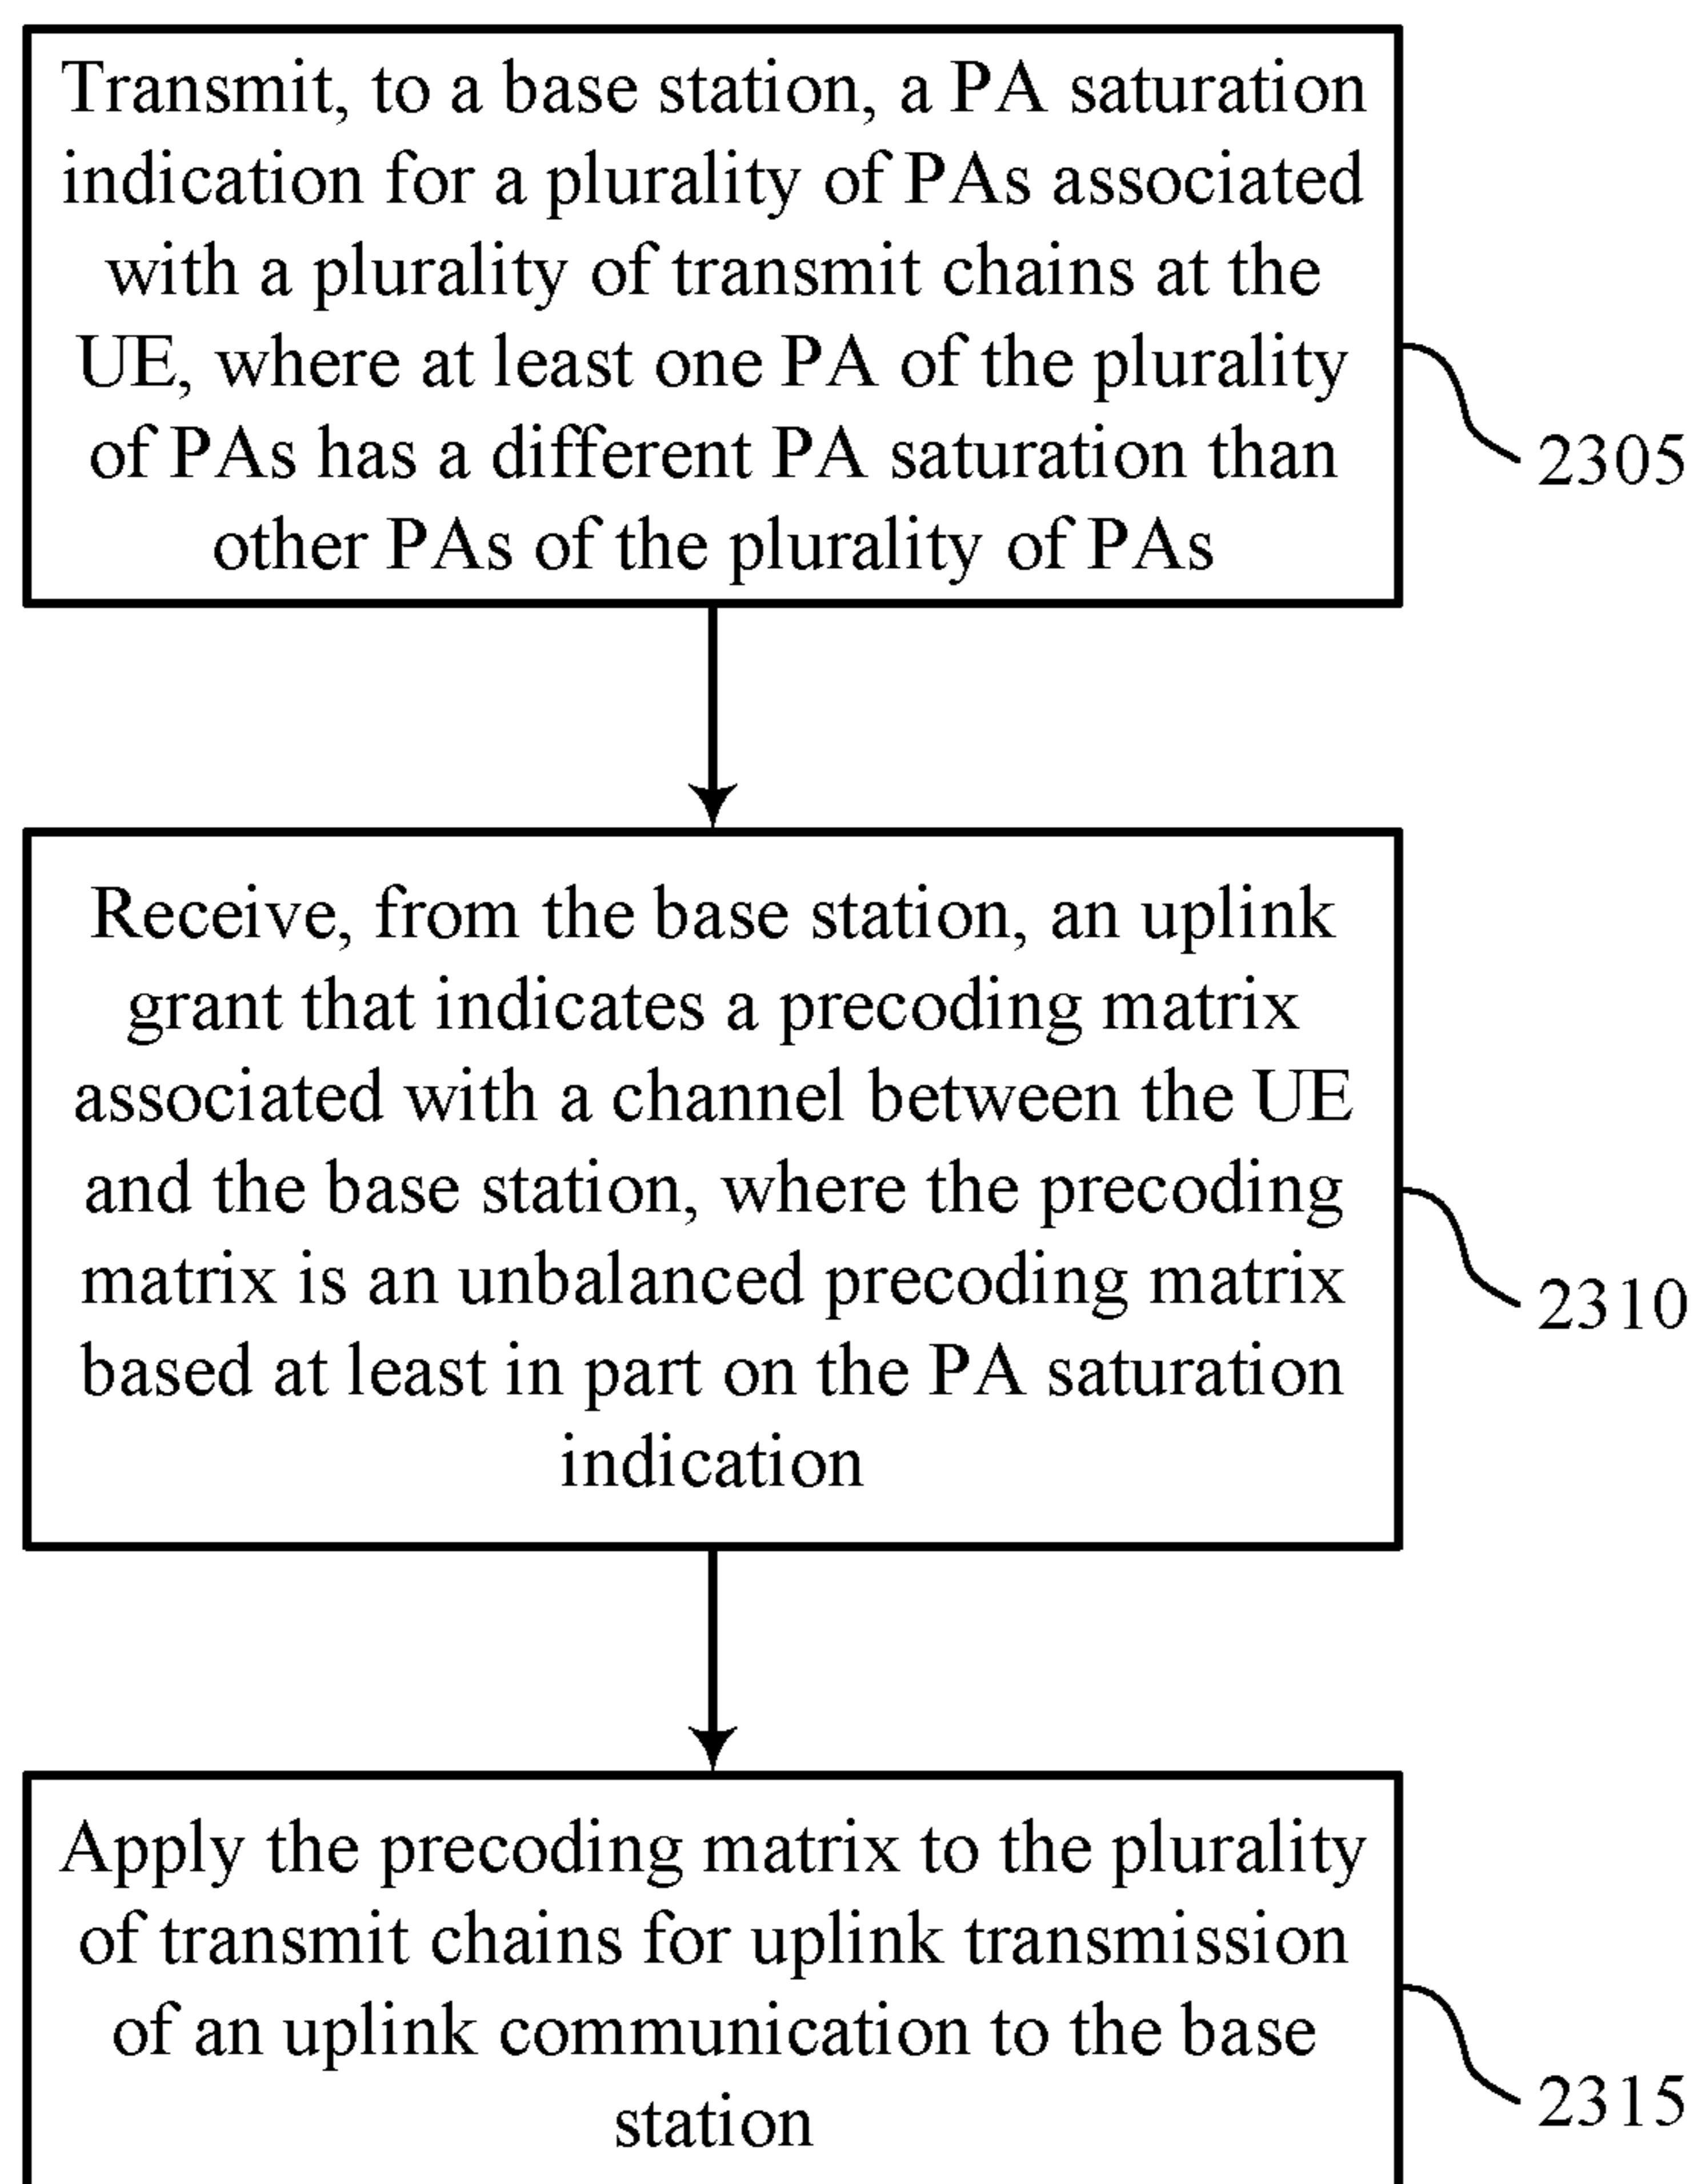 Transmit, to a base station, a PA saturation
indication for a plurality of PAs associated
with a plurality of transmit chains at the
UE, where at least one PA of the plurality
of PAs has a different PA saturation than
other PAs of the plurality of PAs
2305
Receive, from the base station, an uplink
grant that indicates a precoding matrix
associated with a channel between the UE
and the base station, where the precoding
matrix is an unbalanced precoding matrix
based at least in part on the PA saturation
indication
2310
Apply the precoding matrix to the plurality
of transmit chains for uplink transmission
of an uplink communication to the base
station
2315